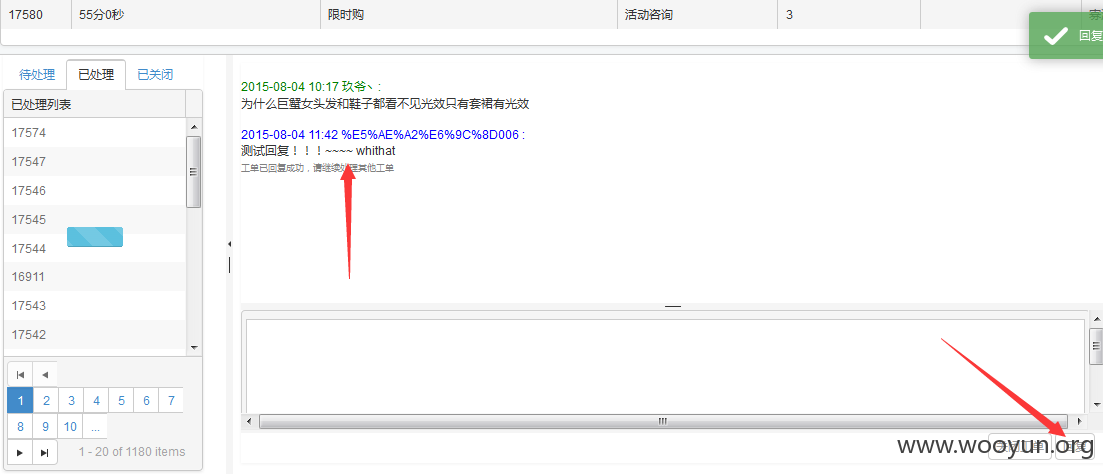 17580 55分0秒 限时购 活动咨询 3
回复
待处理 已处理 已关闭
已处理列表
17574
17547
17546
17545
17544
16911
17543
17542
1 2 3 4 5 6 7
8 9 10 ...
1 - 20 of 1180 items
2015-08-04 10:17 玖爷丶:
为什么巨蟹女头发和鞋子都看不见光效只有套裙有光效
2015-08-04 11:42 %E5%AE%A2%E6%9C%8D006 :
测试回复！！！~~~~ whithat
工单已回复成功，请继续处理其他工单
www.wooyun.org